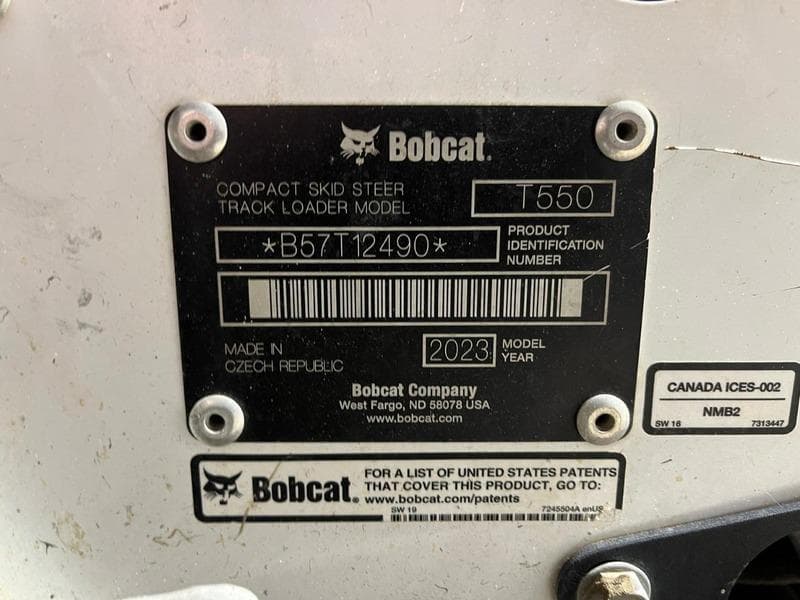 Bobcat.
COMPACT SKID STEER
TRACK LOADER MODEL
T550
*B57T12490*
PRODUCT
IDENTIFICATION
NUMBER
MADE IN
CZECH REPUBLIC
2023
MODEL
YEAR
Bobcat Company
West Fargo, ND 58078 USA
www.bobcat.com
CANADA ICES-002
NMB2
SW 16 7313447
Bobcat®
FOR A LIST OF UNITED STATES PATENTS
THAT COVER THIS PRODUCT, GO TO:
www.bobcat.com/patents
SW 19 7245504A enUS